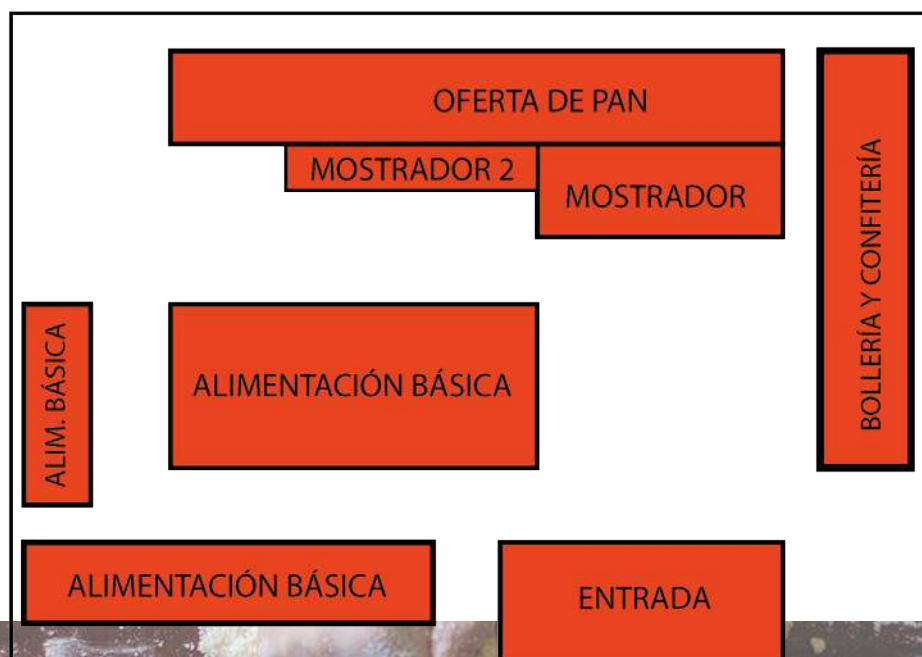 OFERTA DE PAN
MOSTRADOR 2
MOSTRADOR
BOLLERÍA Y CONFITERÍA
ALIM. BÁSICA
ALIMENTACIÓN BÁSICA
ALIMENTACIÓN BÁSICA
ENTRADA